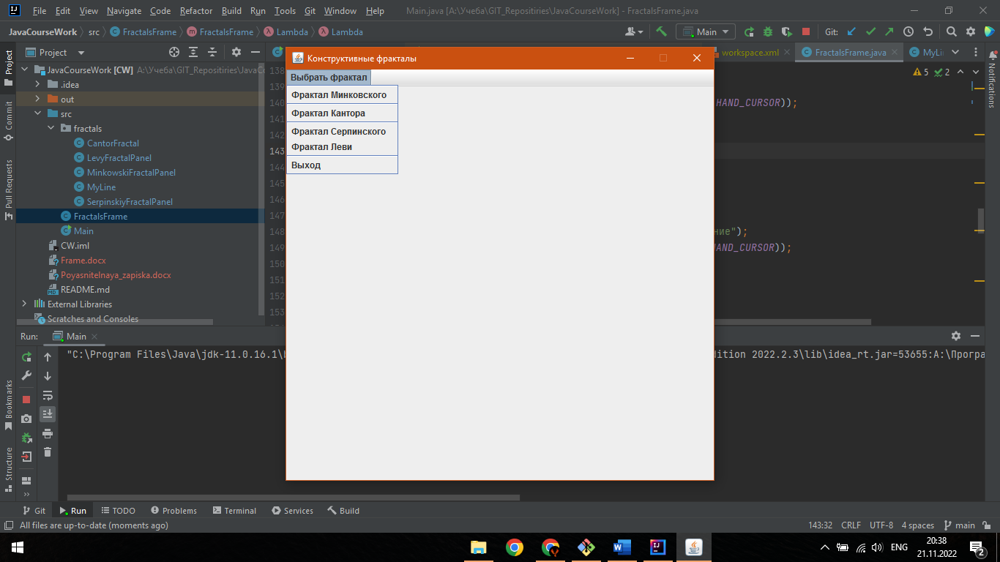 File Edit View Navigate Code Refactor Build Run Tools Git Window Help Main.java [A:\Учеба\GIT_Repositiries\JavaCourseWork] - FractalsFrame.java
JavaCourseWork src FractalsFrame FractalsFrame Lambda Lambda Main Git:
Project
workspace.xml FractalsFrame.java MyLi
Конструктивные фракталы
Выбрать фрактал
Фрактал Минковского
Фрактал Кантора
Фрактал Серпинского
Фрактал Леви
Выход
JavaCourseWork [CW] A:\Учеба\GIT_Repositiries\JavaC
.idea
out
src
fractals
CantorFractal
LevyFractalPanel
MinkowskiFractalPanel
MyLine
SerpinskiyFractalPanel
FractalsFrame
Main
CW.iml
Frame.docx
Poyasnitelnaya_zapiska.docx
README.md
External Libraries
Scratches and Consoles
138
139
140 HAND_CURSOR));
141
142
143
144
145
146
147
148 ние");
149 HAND_CURSOR));
150
151
152
153
5 2
Project
Commit
Pull Requests
Bookmarks
Structure
Notifications
Run: Main
"C:\Program Files\Java\jdk-11.0.16.1\ dition 2022.2.3\lib\idea_rt.jar=53655:A:\Програ
Git Run TODO Problems Terminal Services Build
All files are up-to-date (moments ago) 143:32 CRLF UTF-8 4 spaces main
ENG 20:38
21.11.2022 2